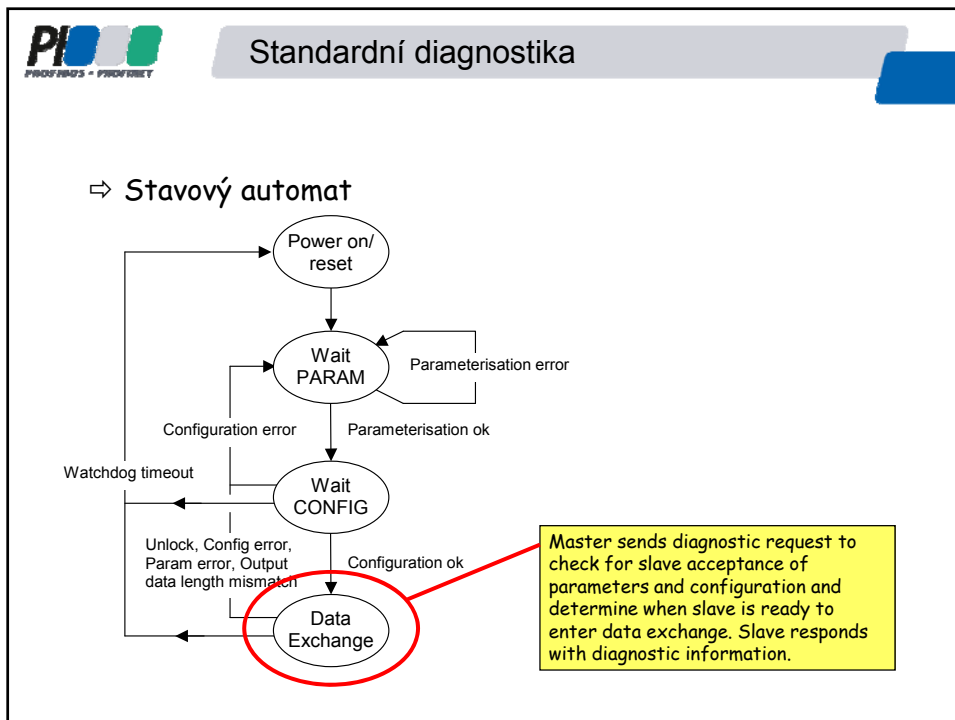 PI
PROFIBUS - PROFINET
Standardní diagnostika
⇨ Stavový automat
Power on/
reset
Wait
PARAM
Parameterisation error
Configuration error
Parameterisation ok
Watchdog timeout
Wait
CONFIG
Unlock, Config error,
Param error, Output
data length mismatch
Configuration ok
Data
Exchange
Master sends diagnostic request to
check for slave acceptance of
parameters and configuration and
determine when slave is ready to
enter data exchange. Slave responds
with diagnostic information.